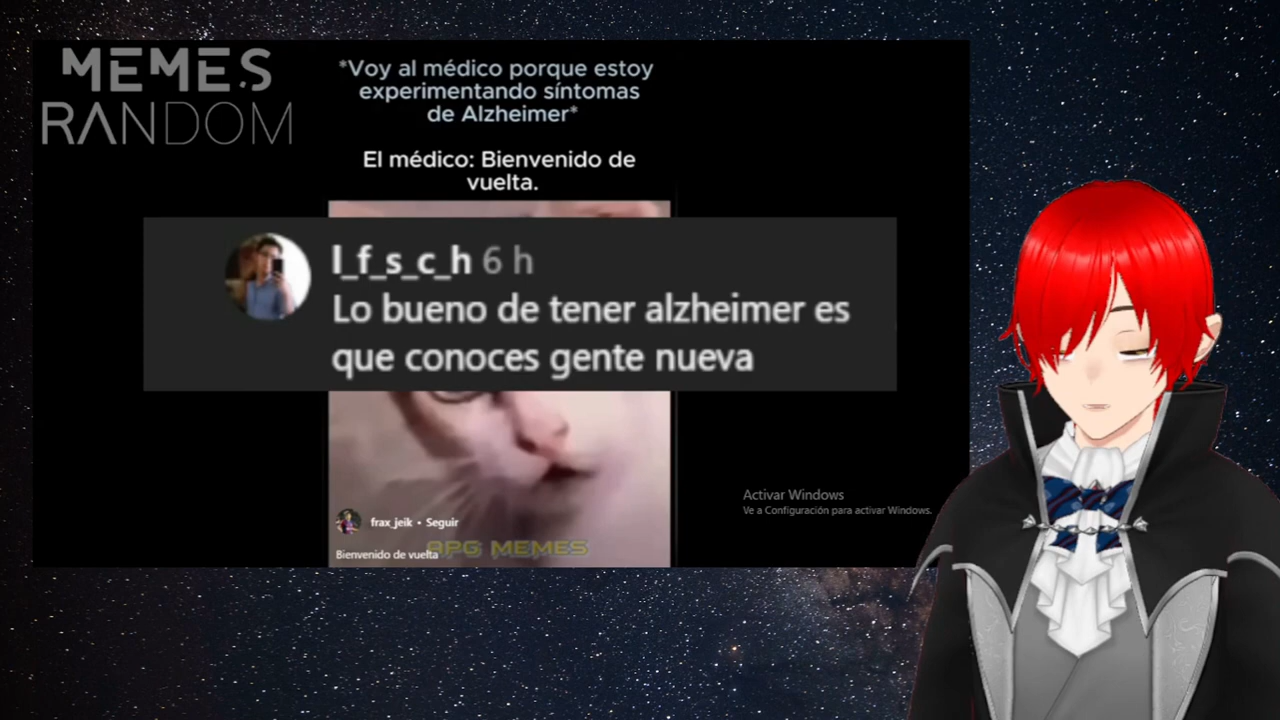 MEMES
RANDOM
*Voy al médico porque estoy
experimentando síntomas
de Alzheimer*
El médico: Bienvenido de
vuelta.
l_f_s_c_h 6 h
Lo bueno de tener alzheimer es
que conoces gente nueva
Activar Windows
Ve a Configuración para activar Windows.
frax_jeik • Seguir
Bienvenido de vuelta
APG MEMES